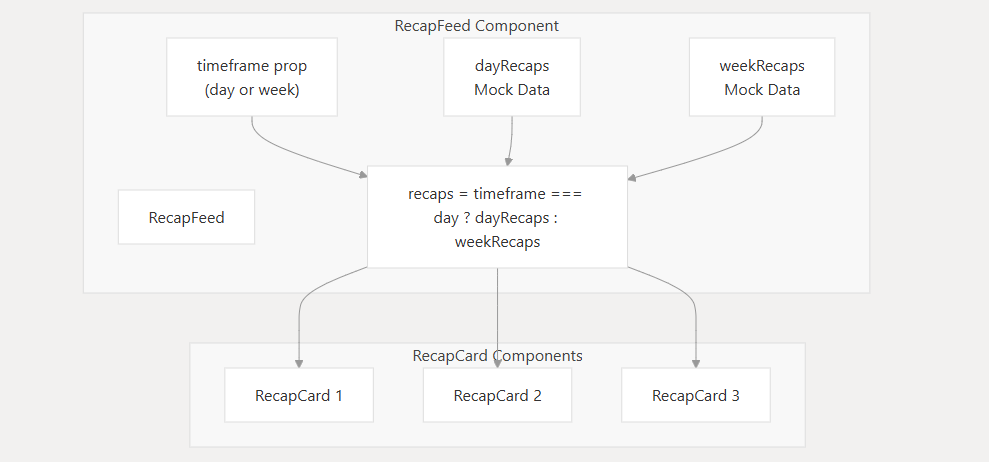 RecapFeed Component
timeframe prop
(day or week)
dayRecaps
Mock Data
weekRecaps
Mock Data
RecapFeed
recaps = timeframe ===
day ? dayRecaps :
weekRecaps
RecapCard Components
RecapCard 1
RecapCard 2
RecapCard 3